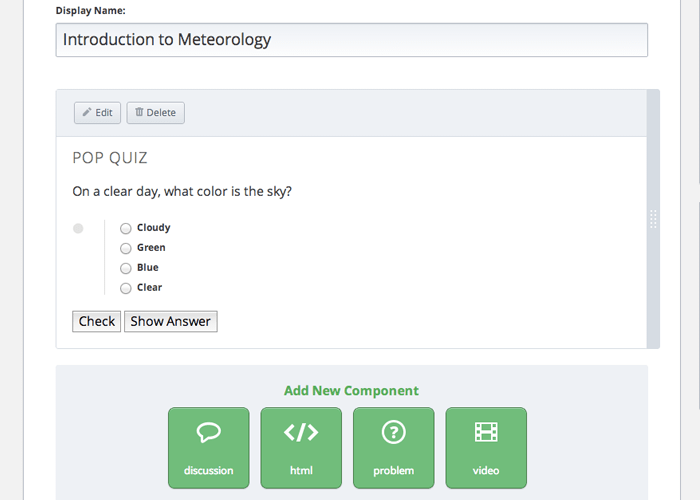 Display Name:
Introduction to Meteorology
Edit Delete
POP QUIZ
On a clear day, what color is the sky?
Cloudy
Green
Blue
Clear
Check Show Answer
Add New Component
discussion html problem video